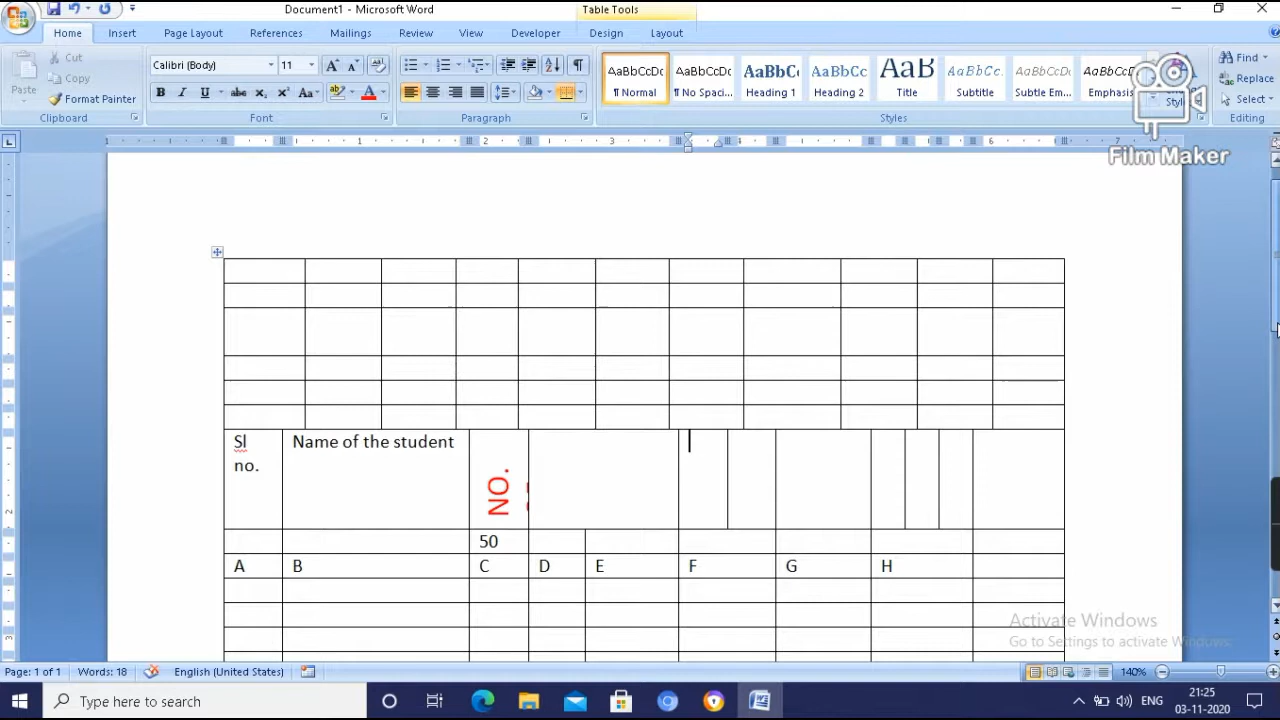 Document1 - Microsoft Word
Table Tools
Home
Insert
Page Layout
References
Mailings
Review
View
Developer
Design
Layout
Paste
Cut
Copy
Format Painter
Clipboard
Calibri (Body)
11
Font
Paragraph
AaBbCcDc
¶ Normal
AaBbCcDc
¶ No Spaci...
AaBbC(
Heading 1
AaBbCc
Heading 2
AaB
Title
AaBbCc.
Subtitle
AaBbCcDc
Subtle Em...
AaBbCcDc
Emphasis
Styles
Find
Replace
Select
Editing
Film Maker
Sl
no.
Name of the student
NO.
50
A B C D E F G H
Activate Windows
Go to Settings to activate Windows.
Page: 1 of 1
Words: 18
English (United States)
140%
Type here to search
ENG
21:25
03-11-2020